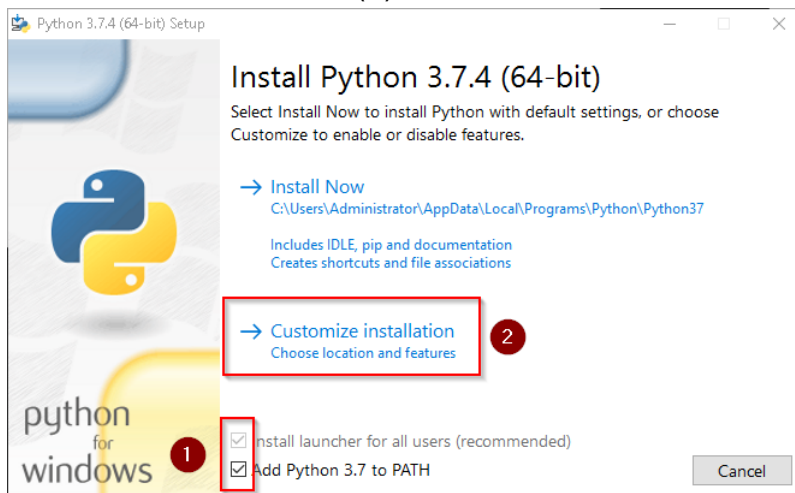 Python 3.7.4 (64-bit) Setup
Install Python 3.7.4 (64-bit)
Select Install Now to install Python with default settings, or choose
Customize to enable or disable features.
Install Now
C:\Users\Administrator\AppData\Local\Programs\Python\Python37
Includes IDLE, pip and documentation
Creates shortcuts and file associations
Customize installation
Choose location and features
2
python
for
windows
1
Install launcher for all users (recommended)
Add Python 3.7 to PATH
Cancel